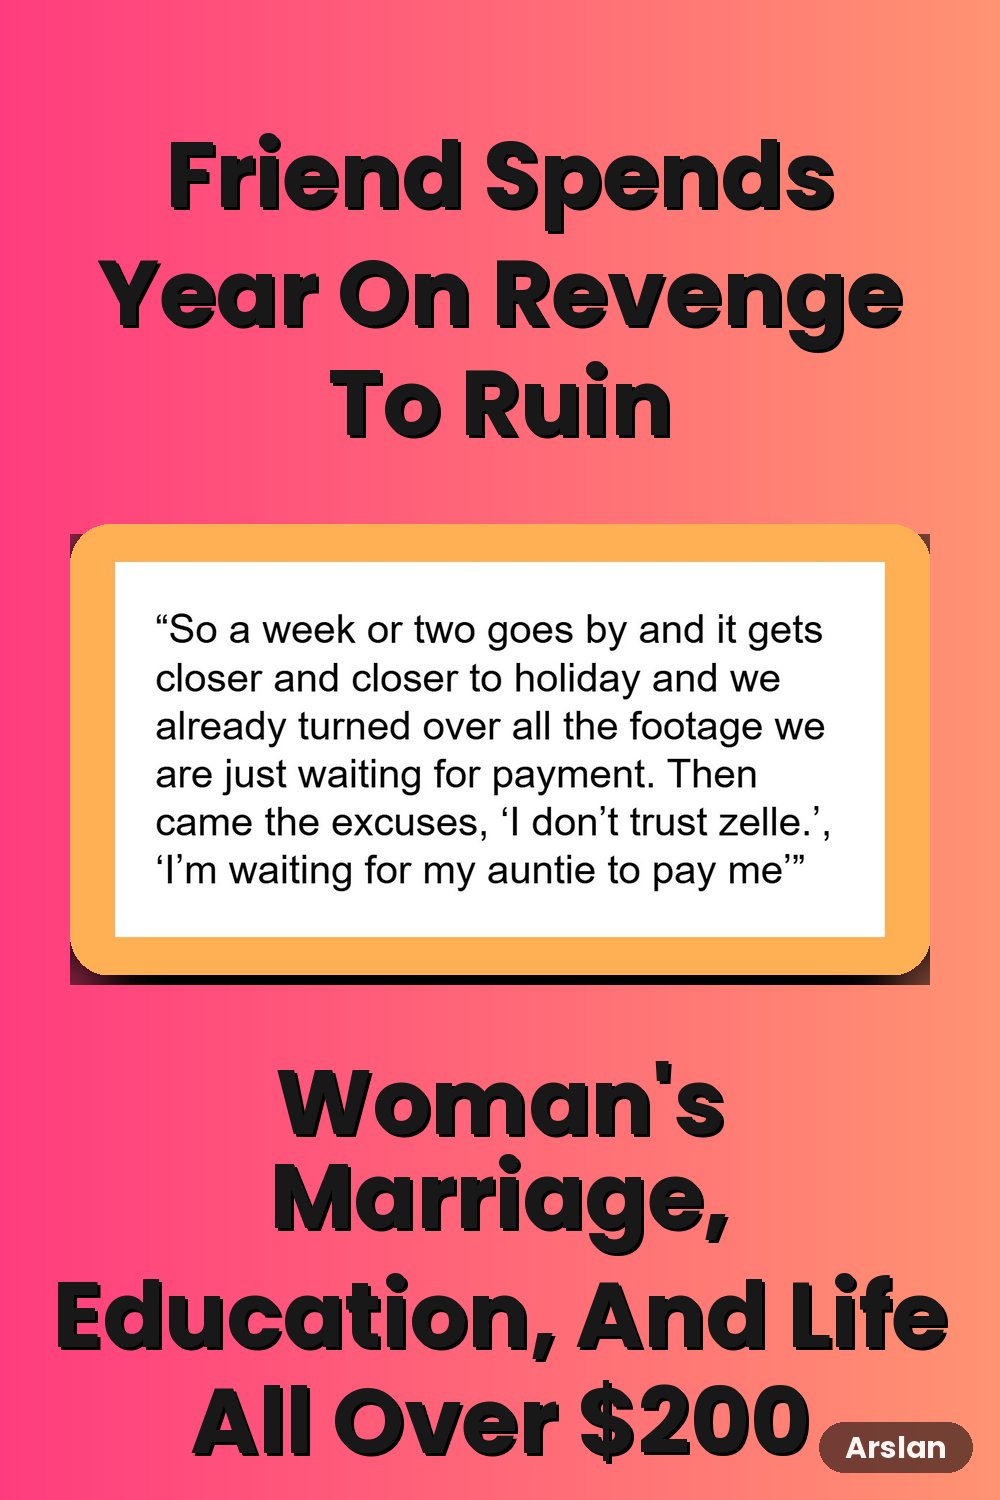 Friend Spends
Year On Revenge
To Ruin
“So a week or two goes by and it gets
closer and closer to holiday and we
already turned over all the footage we
are just waiting for payment. Then
came the excuses, ‘I don’t trust zelle.’,
‘I’m waiting for my auntie to pay me’”
Woman's
Marriage,
Education, And Life
All Over $200
Arslan